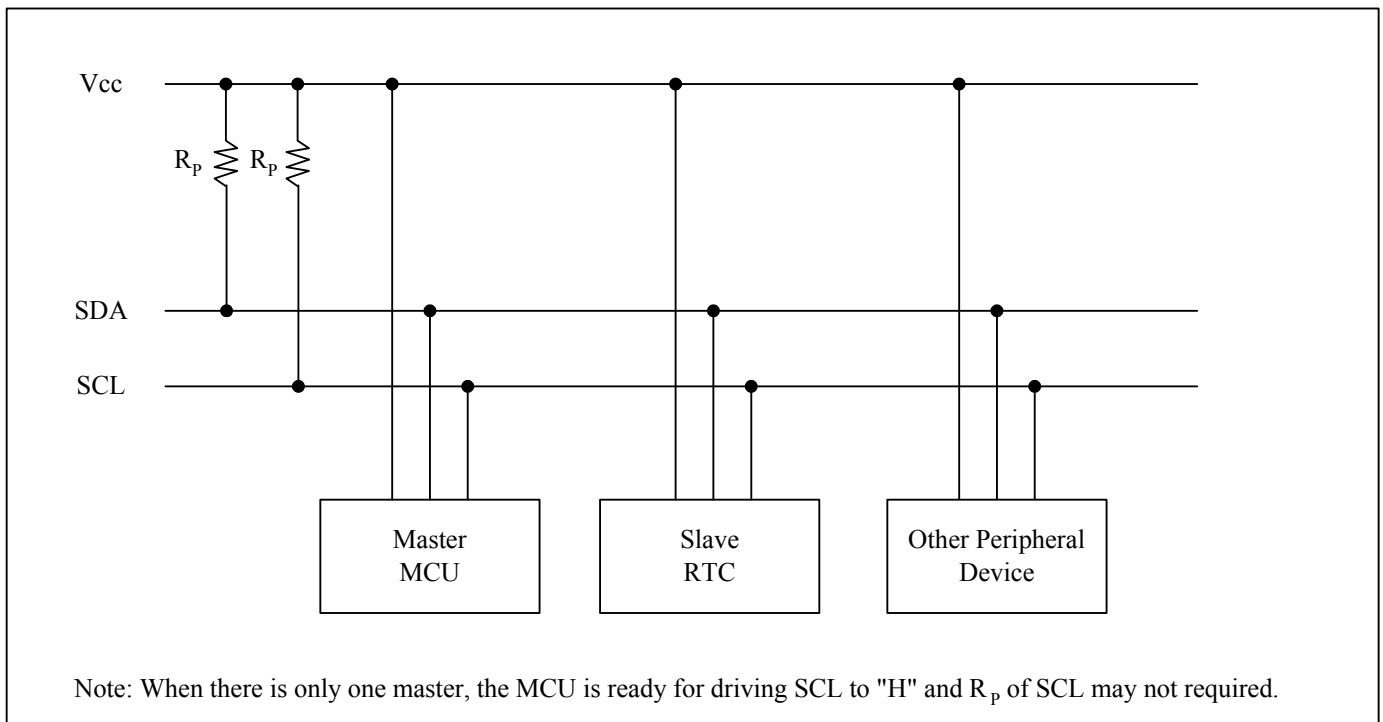 Vcc
R_P R_P
SDA
SCL
Master
MCU
Slave
RTC
Other Peripheral
Device
Note: When there is only one master, the MCU is ready for driving SCL to "H" and R_P of SCL may not required.